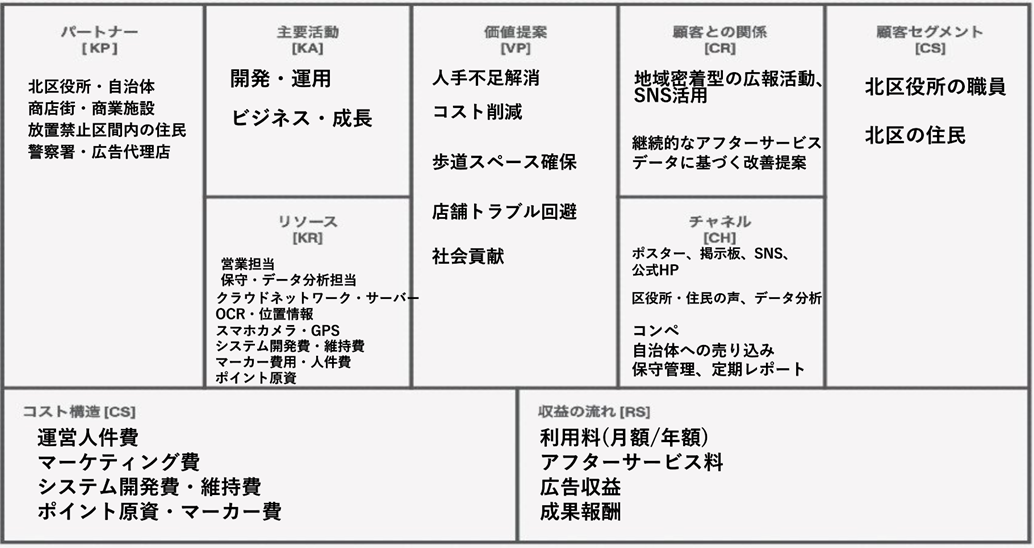 パートナー
[KP]
北区役所・自治体
商店街・商業施設
放置禁止区間内の住民
警察署・広告代理店
主要活動
[KA]
開発・運用
ビジネス・成長
リソース
[KR]
営業担当
保守・データ分析担当
クラウドネットワーク・サーバー
OCR・位置情報
スマホカメラ・GPS
システム開発費・維持費
マーカー費用・人件費
ポイント原資
価値提案
[VP]
人手不足解消
コスト削減
歩道スペース確保
店舗トラブル回避
社会貢献
顧客との関係
[CR]
地域密着型の広報活動、
SNS活用
継続的なアフターサービス
データに基づく改善提案
チャネル
[CH]
ポスター、掲示板、SNS、
公式HP
区役所・住民の声、データ分析
コンペ
自治体への売り込み
保守管理、定期レポート
顧客セグメント
[CS]
北区役所の職員
北区の住民
コスト構造 [CS]
運営人件費
マーケティング費
システム開発費・維持費
ポイント原資・マーカー費
収益の流れ [RS]
利用料(月額/年額)
アフターサービス料
広告収益
成果報酬